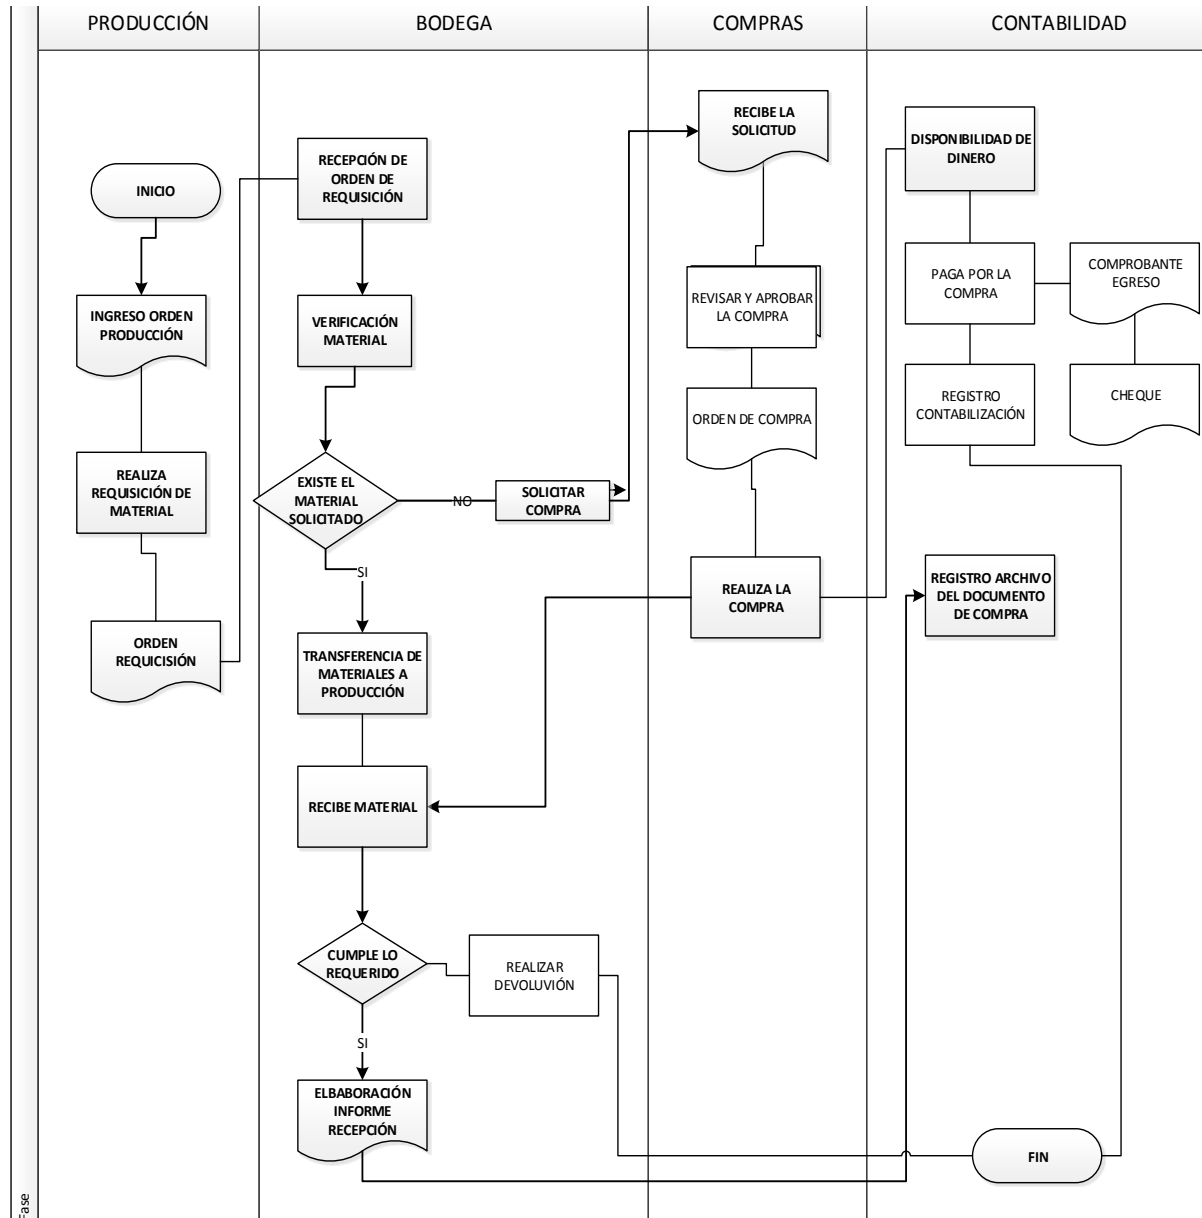 PRODUCCIÓN
BODEGA
COMPRAS
CONTABILIDAD
INICIO
INGRESO ORDEN
PRODUCCIÓN
REALIZA
REQUISICIÓN DE
MATERIAL
ORDEN
REQUICISIÓN
RECEPCIÓN DE
ORDEN DE
REQUISICIÓN
VERIFICACIÓN
MATERIAL
EXISTE EL
MATERIAL
SOLICITADO
NO
SOLICITAR
COMPRA
SI
TRANSFERENCIA DE
MATERIALES A
PRODUCCIÓN
RECIBE MATERIAL
CUMPLE LO
REQUERIDO
REALIZAR
DEVOLUVIÓN
SI
ELBABORACIÓN
INFORME
RECEPCIÓN
RECIBE LA
SOLICITUD
REVISAR Y APROBAR
LA COMPRA
ORDEN DE COMPRA
REALIZA LA
COMPRA
DISPONIBILIDAD DE
DINERO
PAGA POR LA
COMPRA
COMPROBANTE
EGRESO
REGISTRO
CONTABILIZACIÓN
CHEQUE
REGISTRO ARCHIVO
DEL DOCUMENTO
DE COMPRA
FIN
Fase